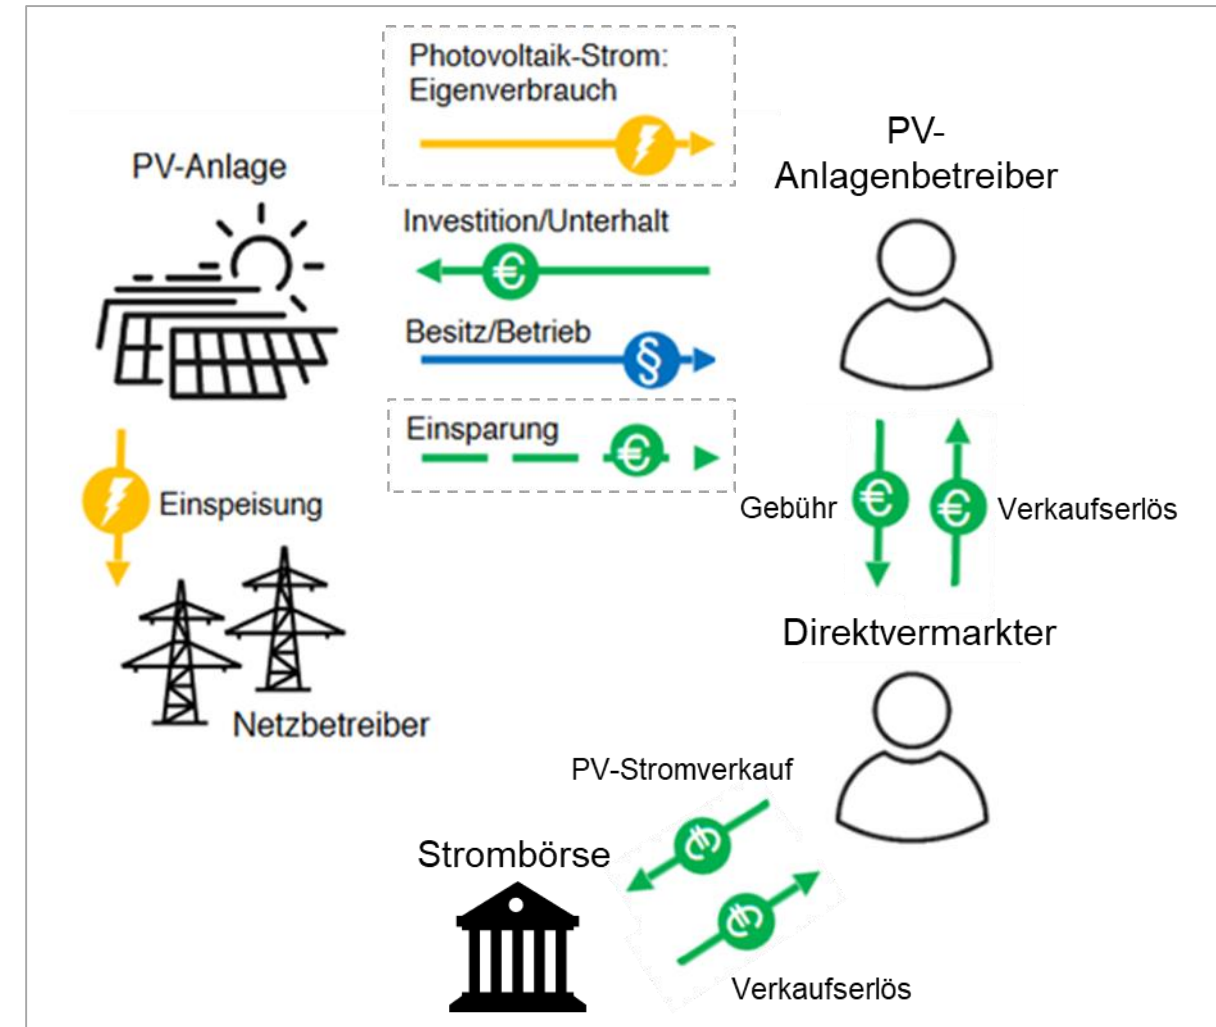 Photovoltaik-Strom:
Eigenverbrauch
PV-Anlage
PV-
Anlagenbetreiber
Investition/Unterhalt
€
Besitz/Betrieb
§
Einsparung
€
Einspeisung
Gebühr
€
€
Verkaufserlös
Netzbetreiber
Direktvermarkter
PV-Stromverkauf
€
Strombörse
€
Verkaufserlös